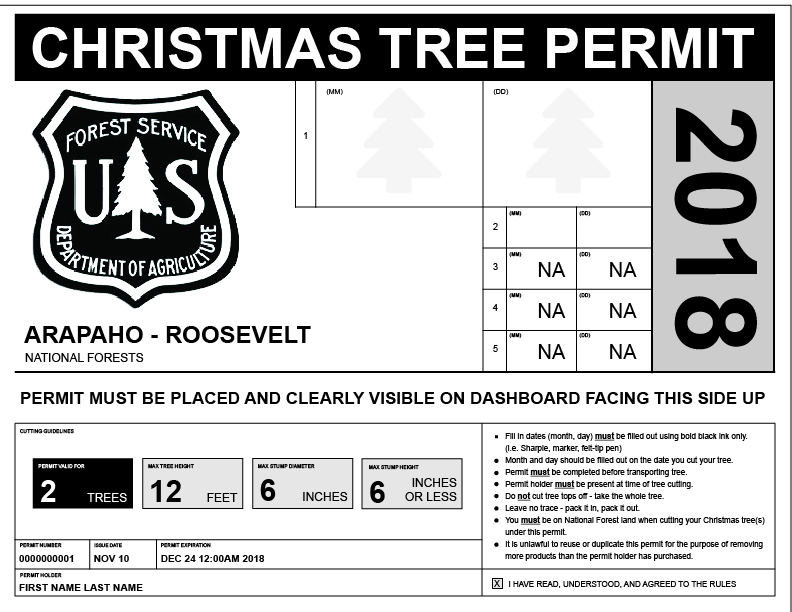 CHRISTMAS TREE PERMIT
FOREST SERVICE
U S
DEPARTMENT OF AGRICULTURE
ARAPAHO - ROOSEVELT
NATIONAL FORESTS
1 (MM) (DD)
2 (MM) (DD)
3 (MM) NA (DD) NA
4 (MM) NA (DD) NA
5 (MM) NA (DD) NA
2018
PERMIT MUST BE PLACED AND CLEARLY VISIBLE ON DASHBOARD FACING THIS SIDE UP
CUTTING GUIDELINES
PERMIT VALID FOR
2 TREES
MAX TREE HEIGHT
12 FEET
MAX STUMP DIAMETER
6 INCHES
MAX STUMP HEIGHT
6 INCHES
OR LESS
PERMIT NUMBER
0000000001
ISSUE DATE
NOV 10
PERMIT EXPIRATION
DEC 24 12:00AM 2018
PERMIT HOLDER
FIRST NAME LAST NAME
• Fill in dates (month, day) must be filled out using bold black ink only.
(i.e. Sharpie, marker, felt-tip pen)
• Month and day should be filled out on the date you cut your tree.
• Permit must be completed before transporting tree.
• Permit holder must be present at time of tree cutting.
• Do not cut tree tops off - take the whole tree.
• Leave no trace - pack it in, pack it out.
• You must be on National Forest land when cutting your Christmas tree(s)
under this permit.
• It is unlawful to reuse or duplicate this permit for the purpose of removing
more products than the permit holder has purchased.
X I HAVE READ, UNDERSTOOD, AND AGREED TO THE RULES